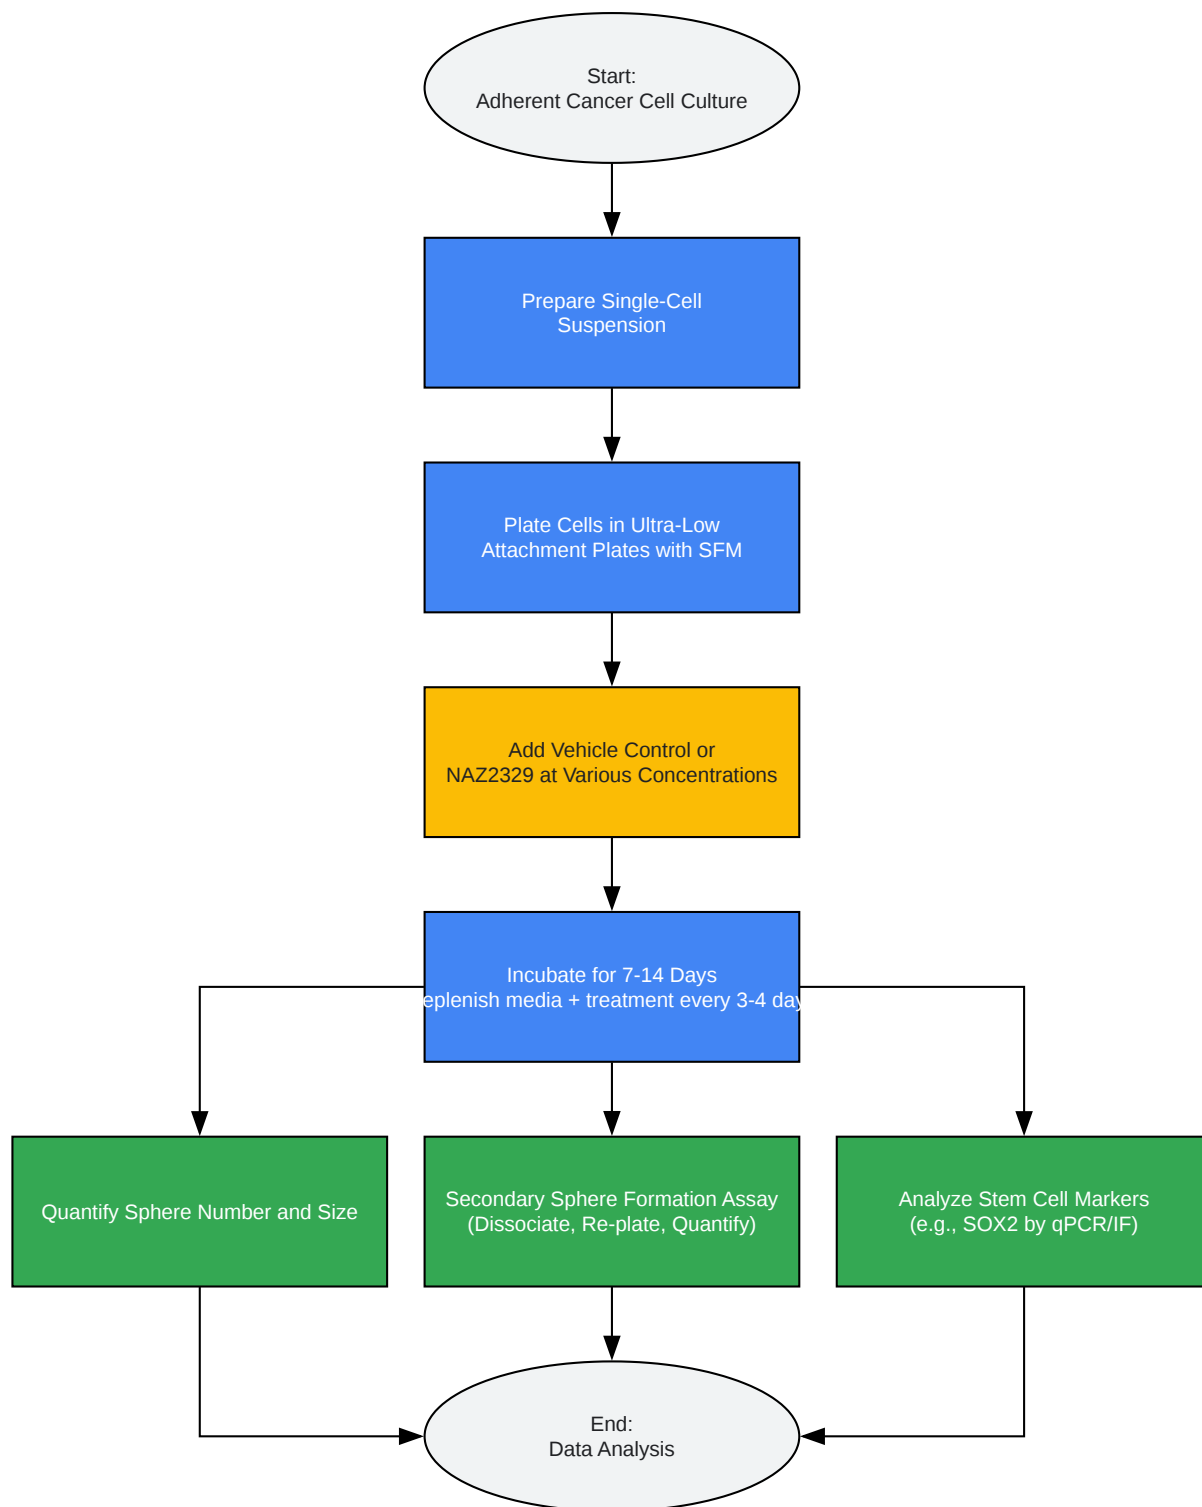 Start:
Adherent Cancer Cell Culture
Prepare Single-Cell
Suspension
Plate Cells in Ultra-Low
Attachment Plates with SFM
Add Vehicle Control or
NAZ2329 at Various Concentrations
Incubate for 7-14 Days
eplenish media + treatment every 3-4 day
Quantify Sphere Number and Size
Secondary Sphere Formation Assay
(Dissociate, Re-plate, Quantify)
Analyze Stem Cell Markers
(e.g., SOX2 by qPCR/IF)
End:
Data Analysis